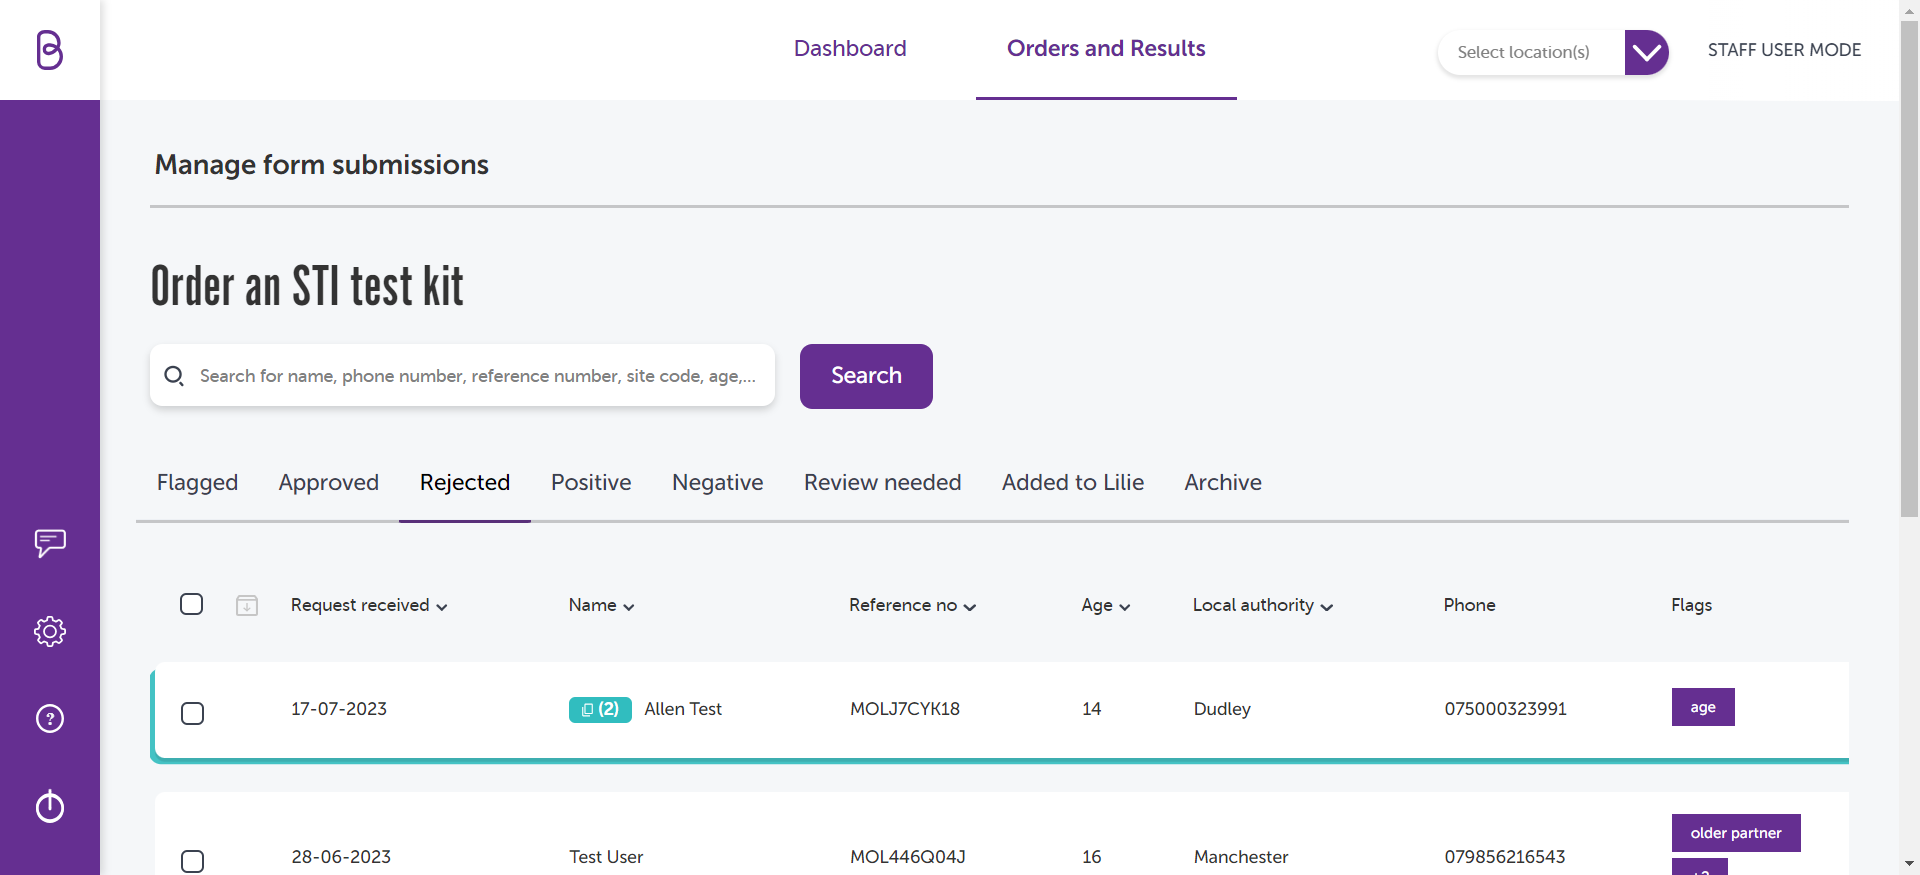 Dashboard
Orders and Results
Select location(s)
STAFF USER MODE
Manage form submissions
Order an STI test kit
Search for name, phone number, reference number, site code, age,...
Search
Flagged
Approved
Rejected
Positive
Negative
Review needed
Added to Lilie
Archive
Request received
Name
Reference no
Age
Local authority
Phone
Flags
17-07-2023
(2)
Allen Test
MOLJ7CYK18
14
Dudley
075000323991
age
28-06-2023
Test User
MOL446Q04J
16
Manchester
079856216543
older partner